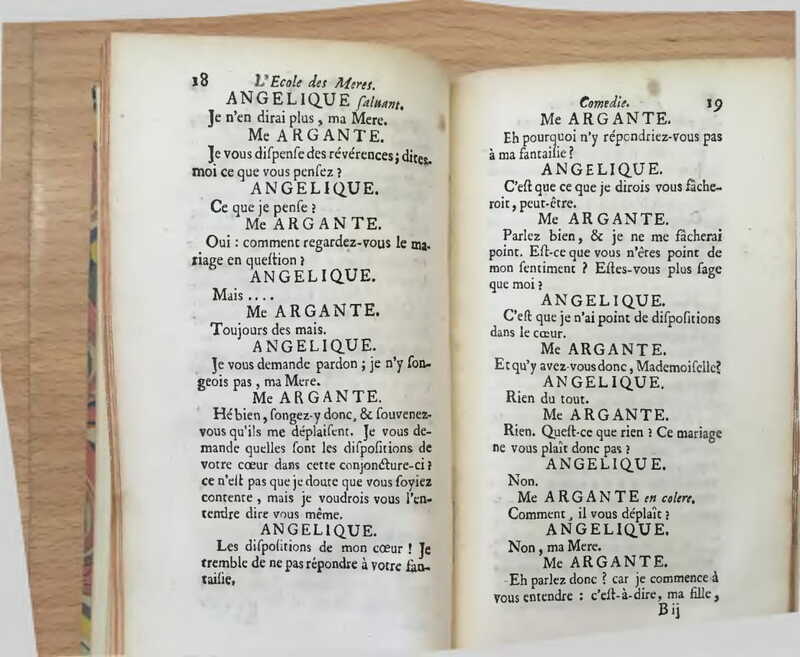 18 L'Ecole des Meres.
ANGELIQUE ſaluant.
Je n'en dirai plus, ma Mere.
Me ARGANTE.
Je vous diſpenſe des révérences; dites-
moi ce que vous penſez?
ANGELIQUE.
Ce que je penſe?
Me ARGANTE.
Oui: comment regardez-vous le ma-
riage en queſtion?
ANGELIQUE.
Mais....
Me ARGANTE.
Toujours des mais.
ANGELIQUE.
Je vous demande pardon; je n'y ſon-
geois pas, ma Mere.
Me ARGANTE.
Hé bien, ſongez-y donc, & ſouvenez-
vous qu'ils me déplaiſent. Je vous de-
mande quelles ſont les diſpoſitions de
votre cœur dans cette conjoncture-ci?
ce n'eſt pas que je doute que vous ſoyiez
contente, mais je voudrois vous l'en-
tendre dire vous même.
ANGELIQUE.
Les diſpoſitions de mon cœur! Je
tremble de ne pas répondre à votre fan-
taiſie,
Comedie. 19
Me ARGANTE.
Eh pourquoi n'y répondriez-vous pas
à ma fantaiſie?
ANGELIQUE.
C'eſt que ce que je dirois vous fâche-
roit, peut-être.
Me ARGANTE.
Parlez bien, & je ne me fâcherai
point. Eſt-ce que vous n'êtes point de
mon ſentiment? Eſtes-vous plus ſage
que moi?
ANGELIQUE.
C'eſt que je n'ai point de diſpoſitions
dans le cœur.
Me ARGANTE.
Et qu'y avez-vous donc, Mademoiſelle?
ANGELIQUE.
Rien du tout.
Me ARGANTE.
Rien. Queſt-ce que rien? Ce mariage
ne vous plaît donc pas?
ANGELIQUE.
Non.
Me ARGANTE en colere.
Comment, il vous déplaît?
ANGELIQUE.
Non, ma Mere.
Me ARGANTE.
Eh parlez donc? car je commence à
vous entendre: c'eſt-à-dire, ma fille,
B ij